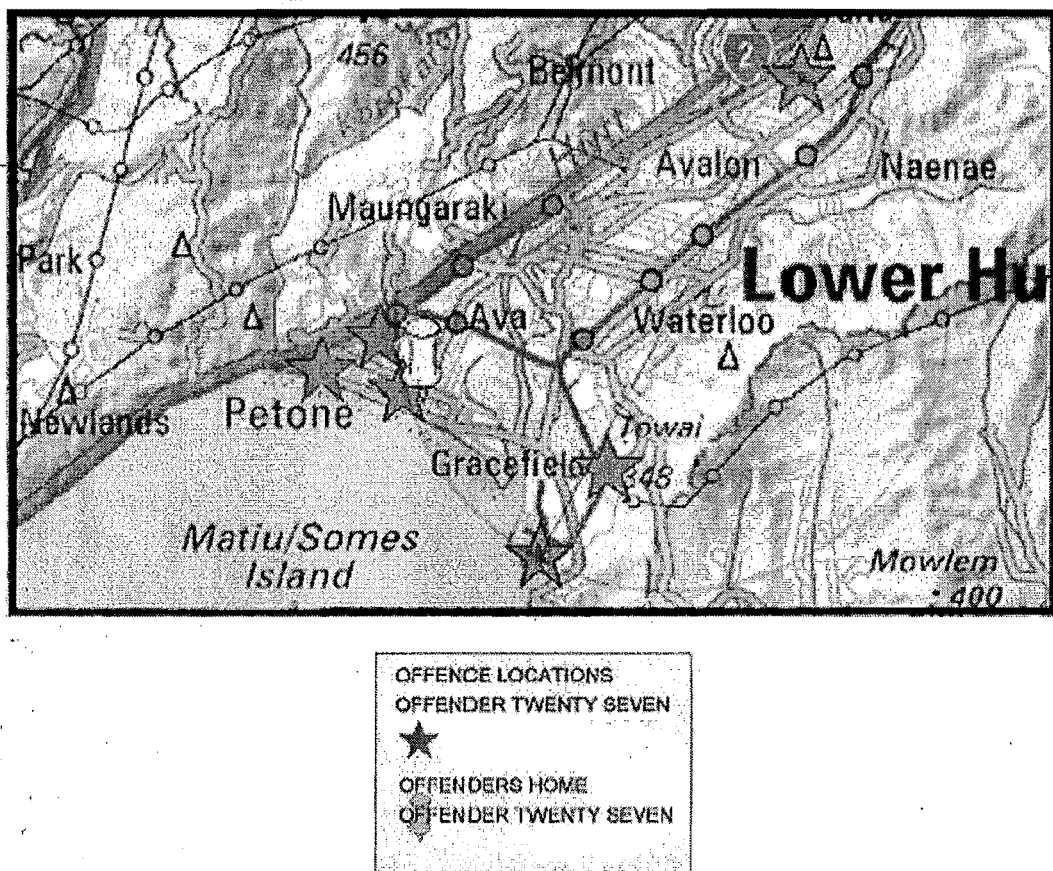 456
Belmont
2
Avalon
Naenae
Maungaraki
Park
Lower Hu
Ava
Waterloo
Newlands
Petone
Towai
Gracefield
348
Matiu/Somes
Island
Mowlem
400
OFFENCE LOCATIONS
OFFENDER TWENTY SEVEN
OFFENDERS HOME
OFFENDER TWENTY SEVEN